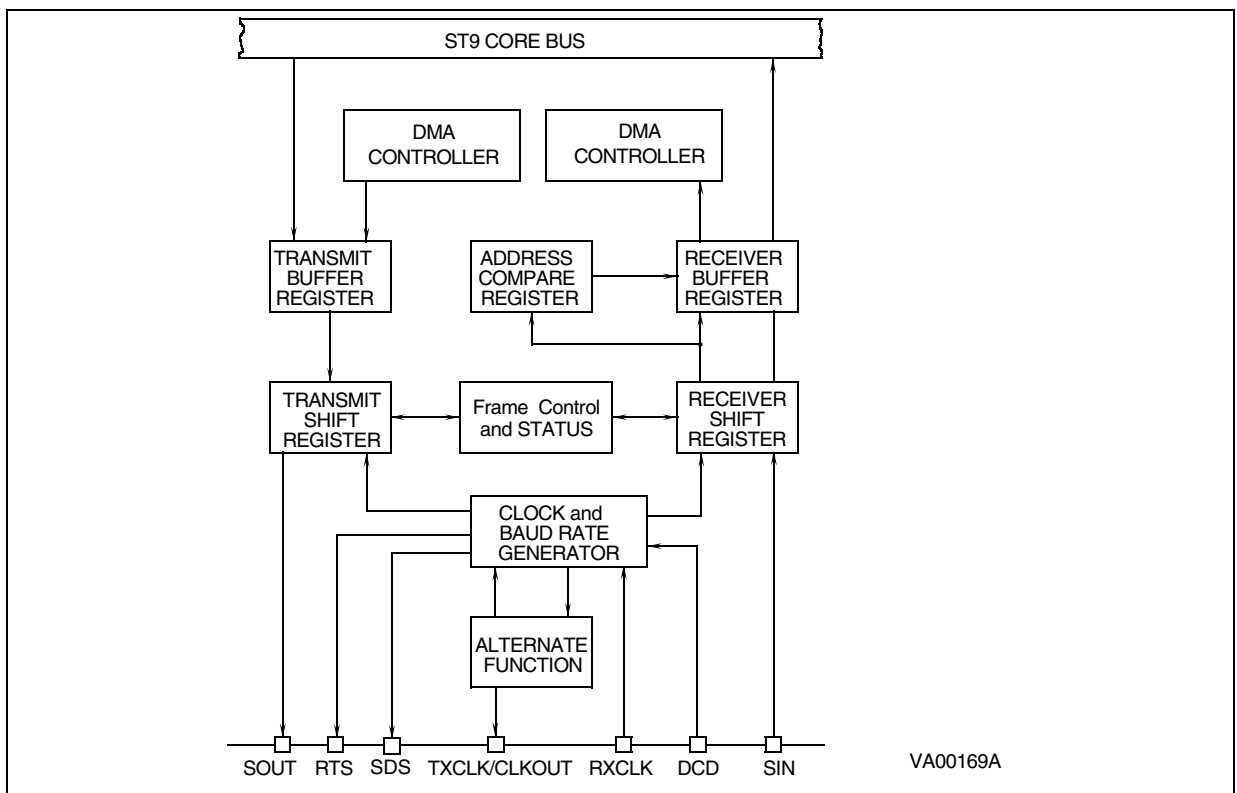 ST9 CORE BUS
DMA
CONTROLLER
DMA
CONTROLLER
TRANSMIT
BUFFER
REGISTER
ADDRESS
COMPARE
REGISTER
RECEIVER
BUFFER
REGISTER
TRANSMIT
SHIFT
REGISTER
Frame Control
and STATUS
RECEIVER
SHIFT
REGISTER
CLOCK and
BAUD RATE
GENERATOR
ALTERNATE
FUNCTION
SOUT RTS SDS TXCLK/CLKOUT RXCLK DCD SIN
VA00169A